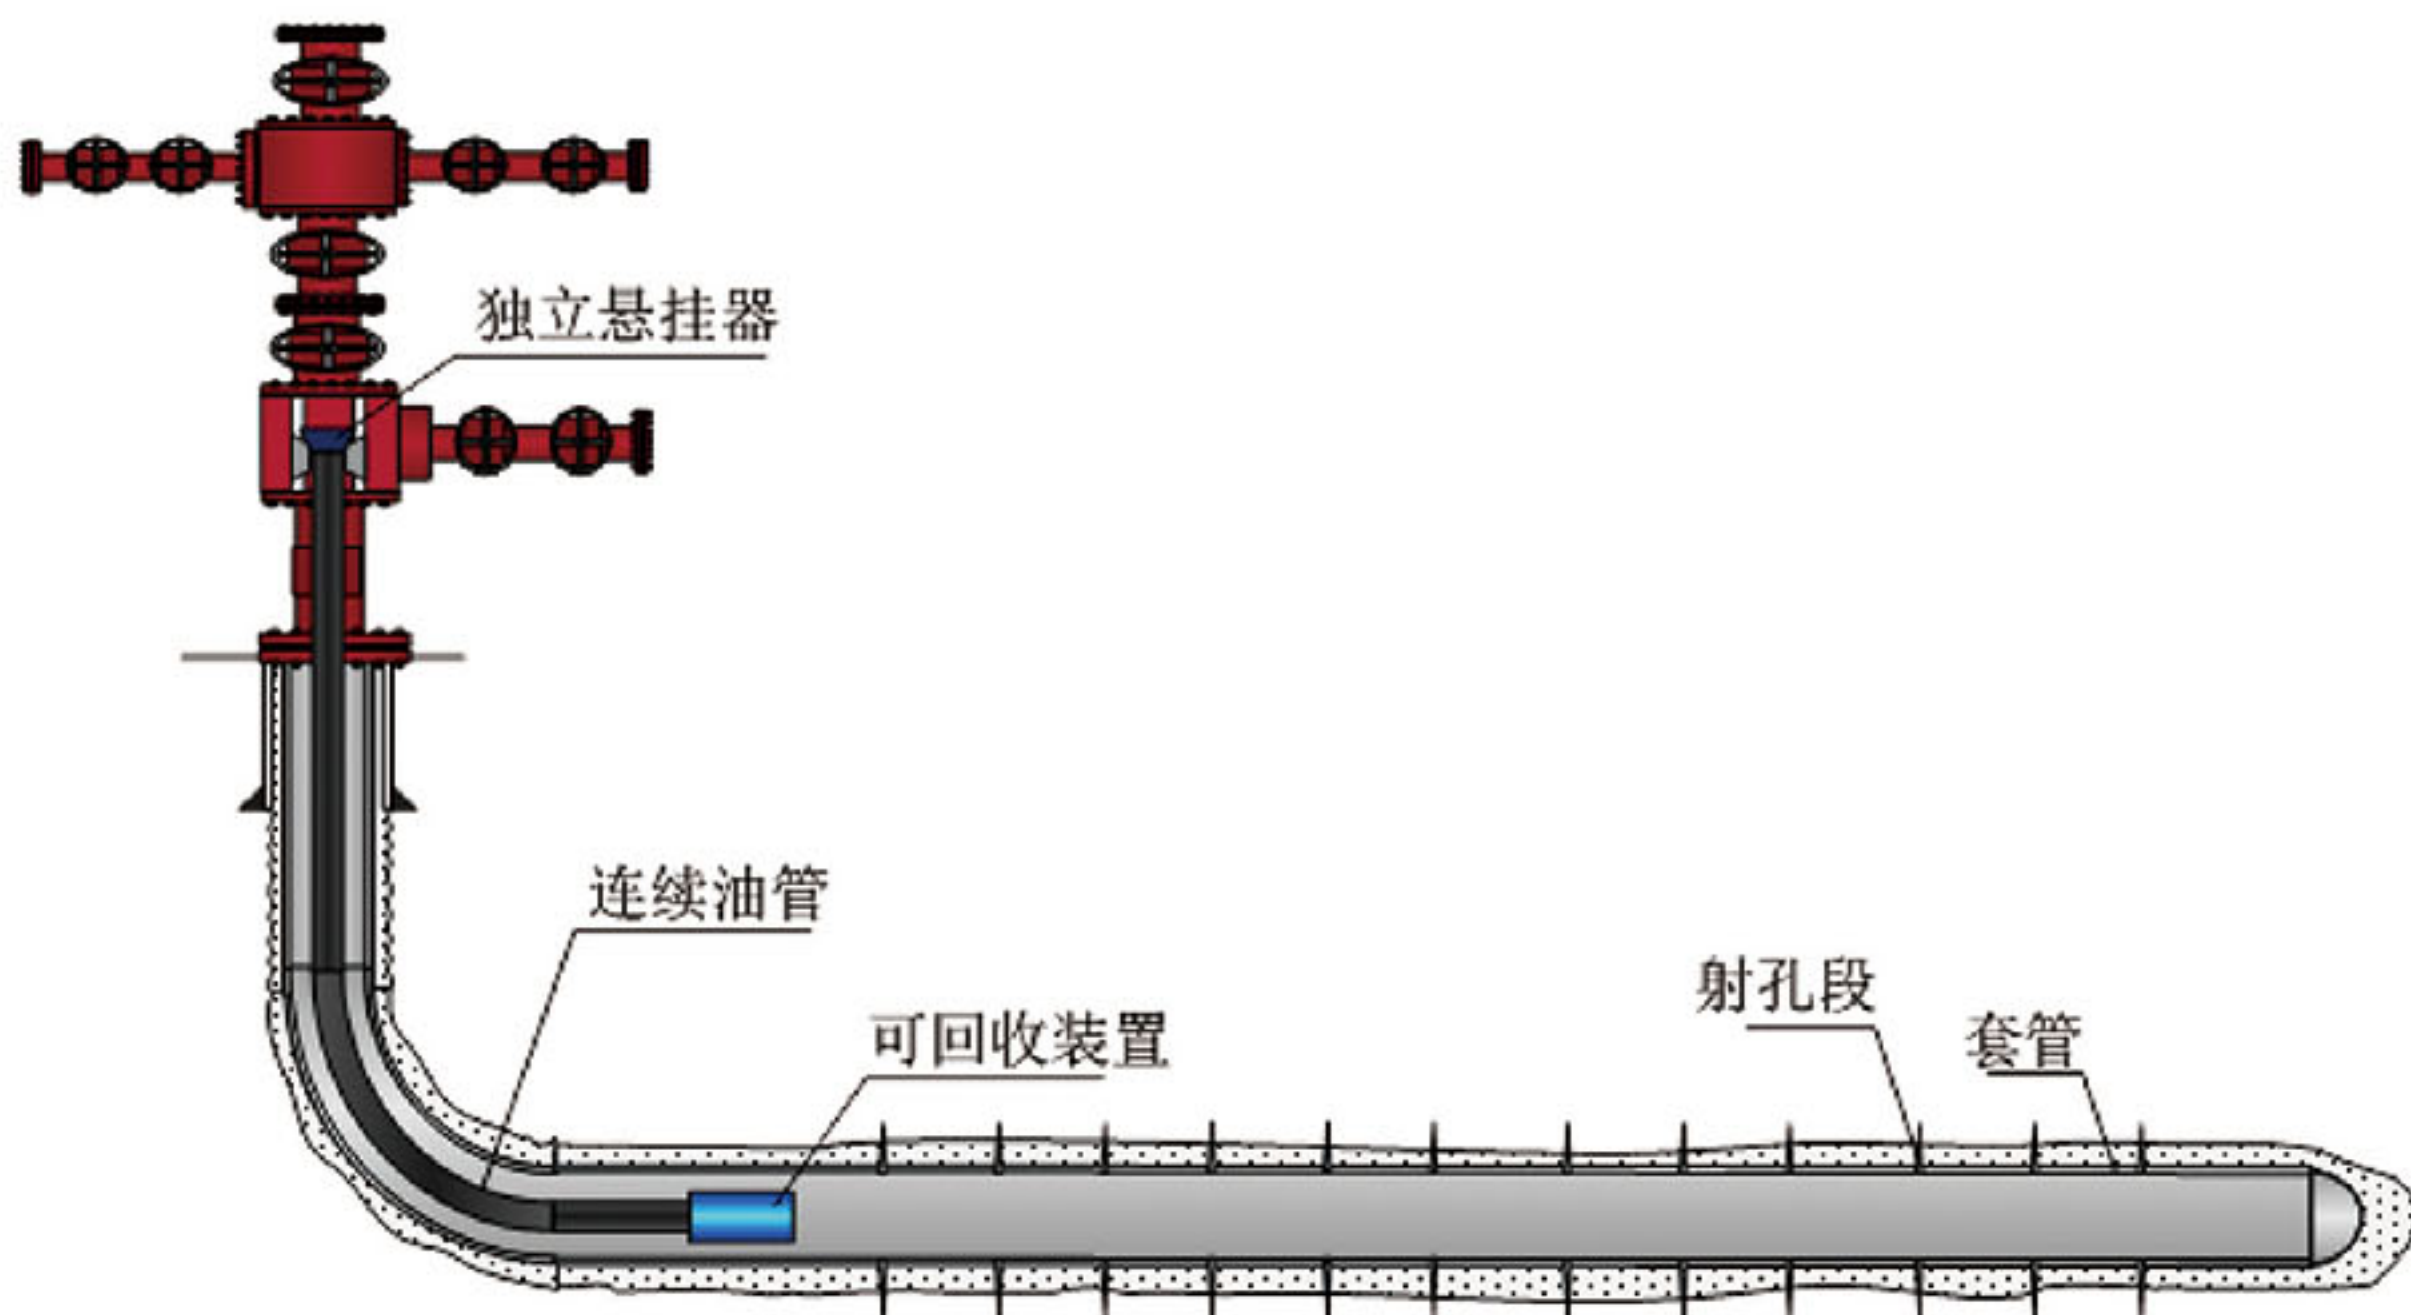 独立悬挂器
连续油管
可回收装置
射孔段
套管